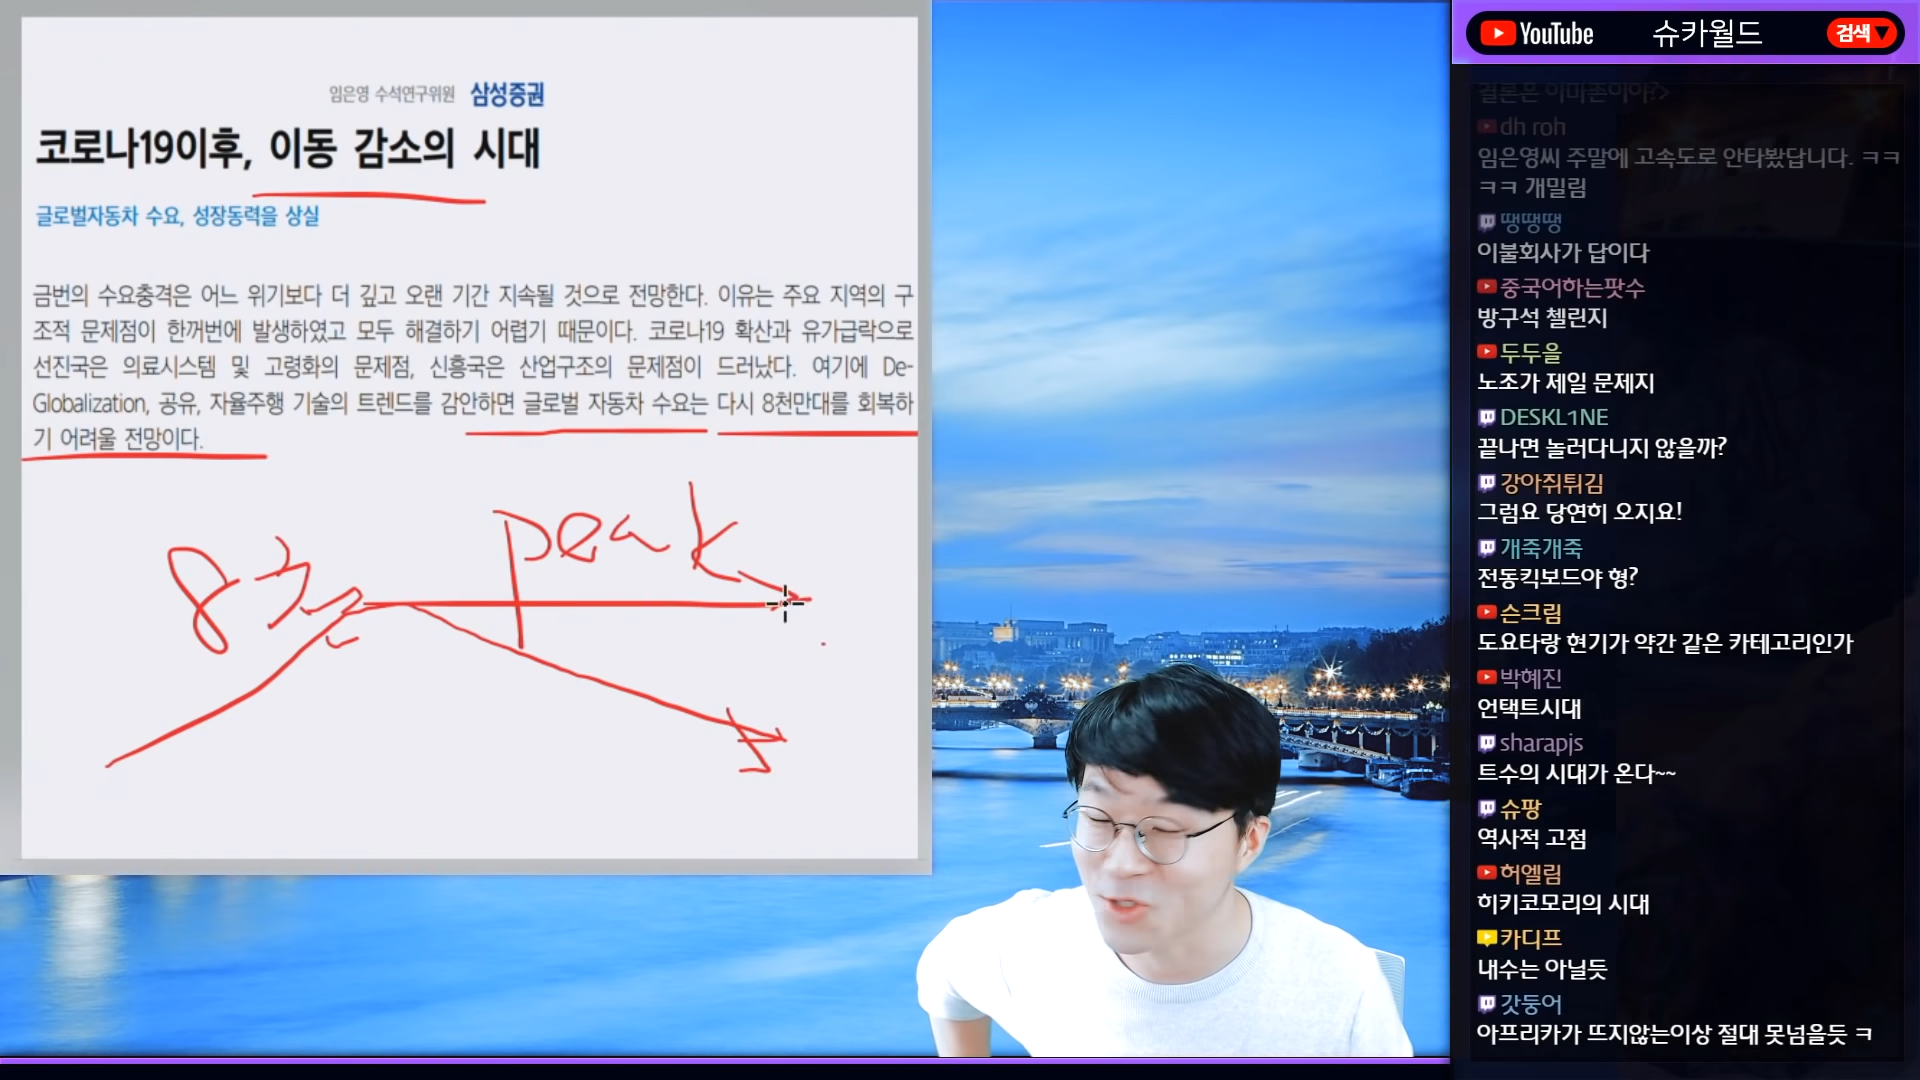 임은영 수석연구위원 삼성증권
코로나19이후, 이동 감소의 시대
글로벌자동차 수요, 성장동력을 상실
금번의 수요충격은 어느 위기보다 더 깊고 오랜 기간 지속될 것으로 전망한다. 이유는 주요 지역의 구
조적 문제점이 한꺼번에 발생하였고 모두 해결하기 어렵기 때문이다. 코로나19 확산과 유가급락으로
선진국은 의료시스템 및 고령화의 문제점, 신흥국은 산업구조의 문제점이 드러났다. 여기에 De-
Globalization, 공유, 자율주행 기술의 트렌드를 감안하면 글로벌 자동차 수요는 다시 8천만대를 회복하
기 어려울 전망이다.
peak
8천
YouTube 슈카월드 검색▼
결론은 이마존이아?>
dh roh
임은영씨 주말에 고속도로 안타봤답니다. ㅋㅋ
ㅋㅋ 개밀림
땡땡땡
이불회사가 답이다
중국어하는팟수
방구석 첼린지
두두을
노조가 제일 문제지
DESKL1NE
끝나면 놀러다니지 않을까?
강아쥐튀김
그럼요 당연히 오지요!
개죽개죽
전동킥보드야 형?
슨크림
도요타랑 현기가 약간 같은 카테고리인가
박혜진
언택트시대
sharapjs
트수의 시대가 온다~~
슈팡
역사적 고점
허엘림
히키코모리의 시대
카디프
내수는 아닐듯
갓둥어
아프리카가 뜨지않는이상 절대 못넘을듯 ㅋ